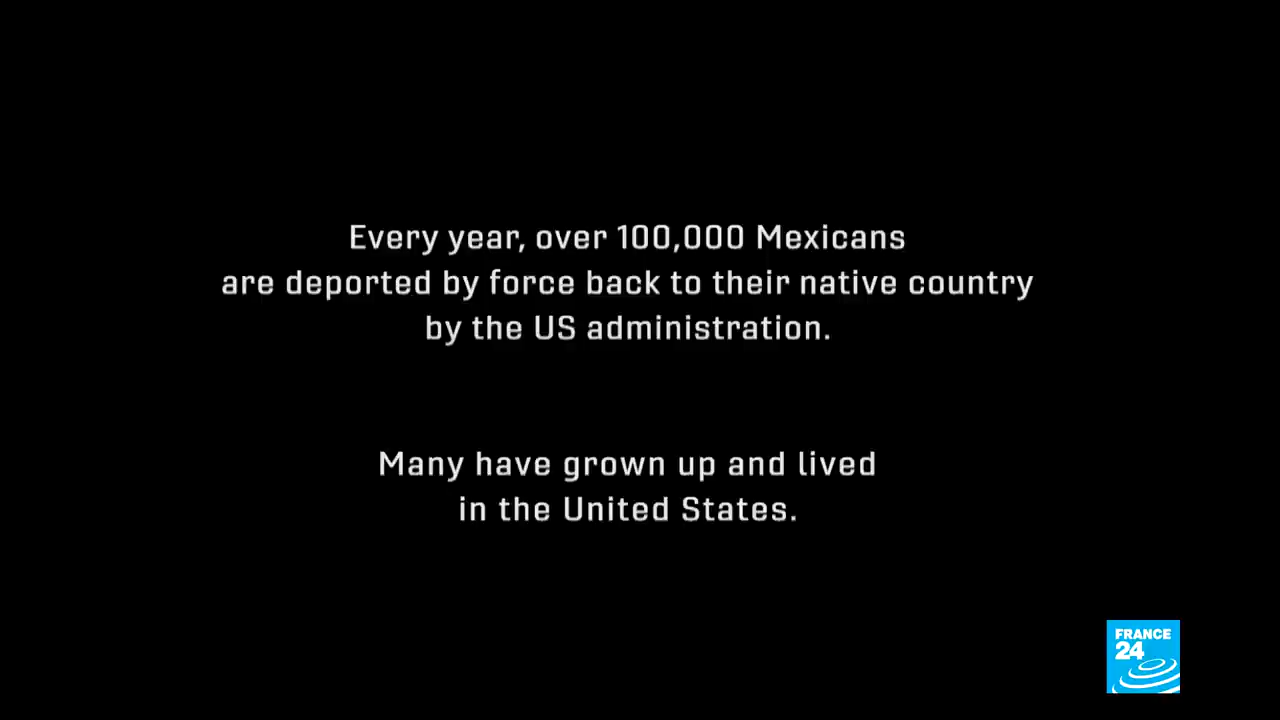 Every year, over 100,000 Mexicans
are deported by force back to their native country
by the US administration.
Many have grown up and lived
in the United States.
FRANCE
24